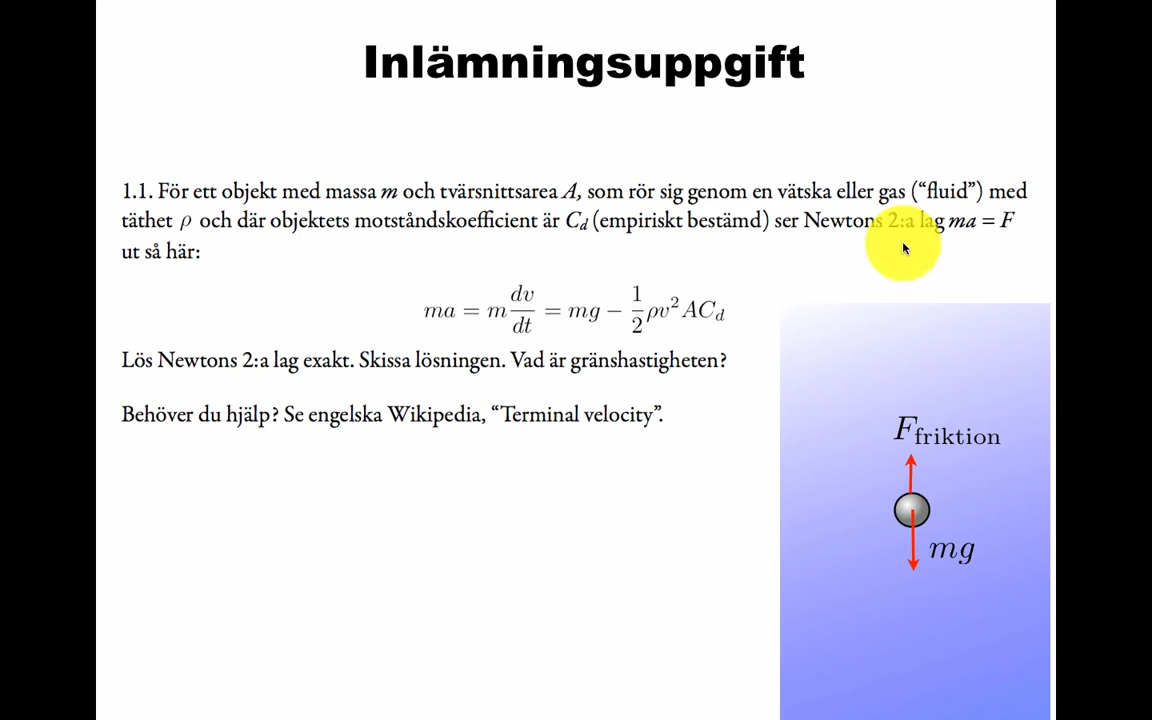 Inlämningsuppgift
1.1. För ett objekt med massa m och tvärsnittsarea A, som rör sig genom en vätska eller gas (“fluid”) med
täthet ρ och där objektets motståndskoefficient är C_d (empiriskt bestämd) ser Newtons 2:a lag ma = F
ut så här:
ma = m dv/dt = mg − 1/2 ρv²AC_d
Lös Newtons 2:a lag exakt. Skissa lösningen. Vad är gränshastigheten?
Behöver du hjälp? Se engelska Wikipedia, “Terminal velocity”.
F_friktion
mg